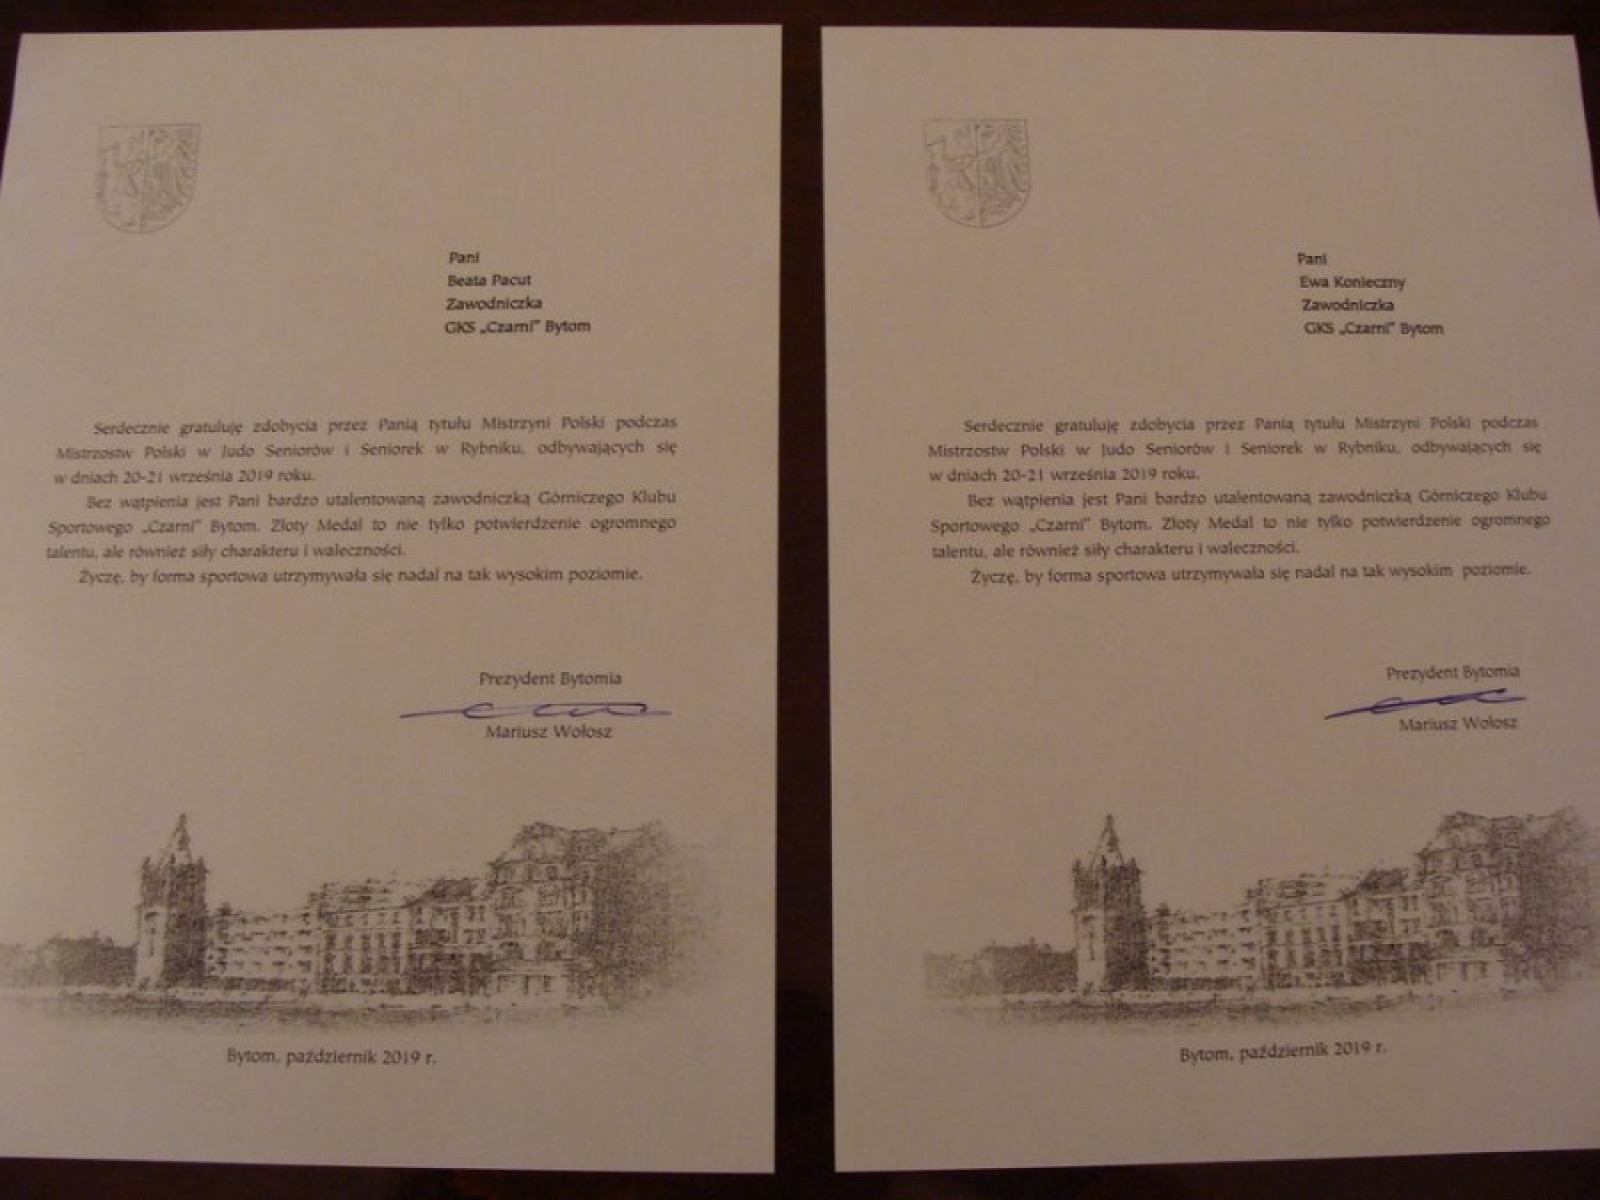 Pani
Beata Pacut
Zawodniczka
GKS „Czarni" Bytom
Serdecznie gratuluję zdobycia przez Panią tytułu Mistrzyni Polski podczas
Mistrzostw Polski w Judo Seniorów i Seniorek w Rybniku, odbywających się
w dniach 20-21 września 2019 roku.
Bez wątpienia jest Pani bardzo utalentowaną zawodniczką Górniczego Klubu
Sportowego „Czarni" Bytom. Złoty Medal to nie tylko potwierdzenie ogromnego
talentu, ale również siły charakteru i waleczności.
Życzę, by forma sportowa utrzymywała się nadal na tak wysokim poziomie.
Prezydent Bytomia
Mariusz Wołosz
Bytom, październik 2019 r.
Pani
Ewa Konieczny
Zawodniczka
GKS „Czarni" Bytom
Serdecznie gratuluję zdobycia przez Panią tytułu Mistrzyni Polski podczas
Mistrzostw Polski w Judo Seniorów i Seniorek w Rybniku, odbywających się
w dniach 20-21 września 2019 roku.
Bez wątpienia jest Pani bardzo utalentowaną zawodniczką Górniczego Klubu
Sportowego „Czarni" Bytom. Złoty Medal to nie tylko potwierdzenie ogromnego
talentu, ale również siły charakteru i waleczności.
Życzę, by forma sportowa utrzymywała się nadal na tak wysokim poziomie.
Prezydent Bytomia
Mariusz Wołosz
Bytom, październik 2019 r.